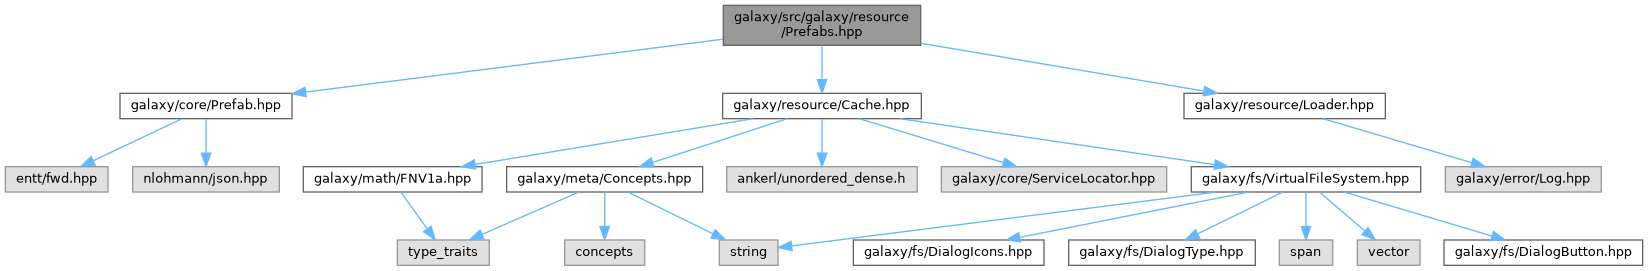 galaxy/src/galaxy/resource
/Prefabs.hpp
galaxy/core/Prefab.hpp
galaxy/resource/Cache.hpp
galaxy/resource/Loader.hpp
entt/fwd.hpp
nlohmann/json.hpp
galaxy/math/FNV1a.hpp
galaxy/meta/Concepts.hpp
ankerl/unordered_dense.h
galaxy/core/ServiceLocator.hpp
galaxy/fs/VirtualFileSystem.hpp
galaxy/error/Log.hpp
type_traits
concepts
string
galaxy/fs/DialogIcons.hpp
galaxy/fs/DialogType.hpp
span
vector
galaxy/fs/DialogButton.hpp